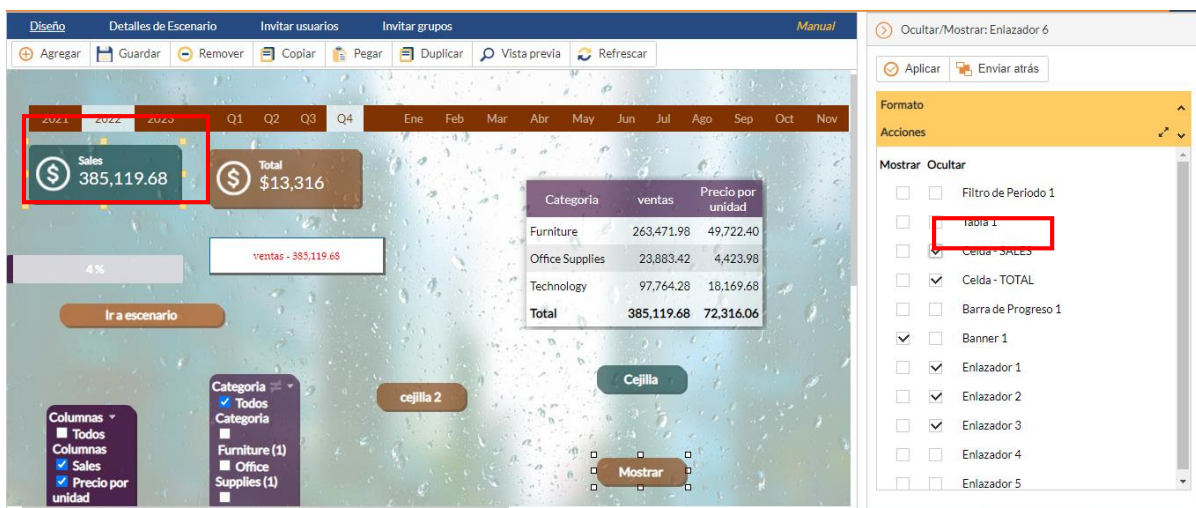 Diseño Detalles de Escenario Invitar usuarios Invitar grupos Manual
Agregar Guardar Remover Copiar Pegar Duplicar Vista previa Refrescar
2021 2022 2023 Q1 Q2 Q3 Q4 Ene Feb Mar Abr May Jun Jul Ago Sep Oct Nov
Sales
385,119.68
Total
$13,316
Categoria ventas Precio por unidad
Furniture 263,471.98 49,722.40
Office Supplies 23,883.42 4,423.98
Technology 97,764.28 18,169.68
Total 385,119.68 72,316.06
ventas - 385,119.68
4%
Ir a escenario
Categoria
Todos
Categoria
Furniture (1)
Office
Supplies (1)
cejilla 2
Cejilla
Columnas
Todos
Columnas
Sales
Precio por
unidad
Mostrar
Ocultar/Mostrar: Enlazador 6
Aplicar Enviar atrás
Formato
Acciones
Mostrar Ocultar
Filtro de Periodo 1
Tabla 1
Celda - SALES
Celda - TOTAL
Barra de Progreso 1
Banner 1
Enlazador 1
Enlazador 2
Enlazador 3
Enlazador 4
Enlazador 5